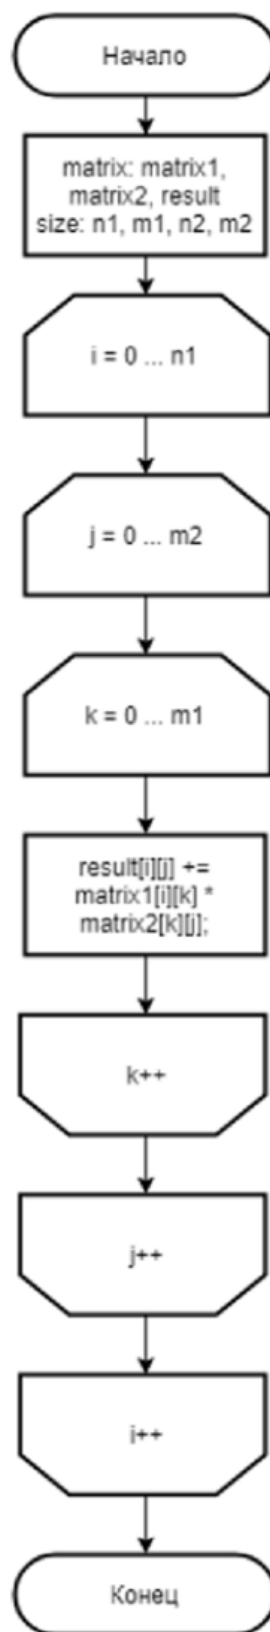 Начало
matrix: matrix1,
matrix2, result
size: n1, m1, n2, m2
i = 0 ... n1
j = 0 ... m2
k = 0 ... m1
result[i][j] +=
matrix1[i][k] *
matrix2[k][j];
k++
j++
i++
Конец